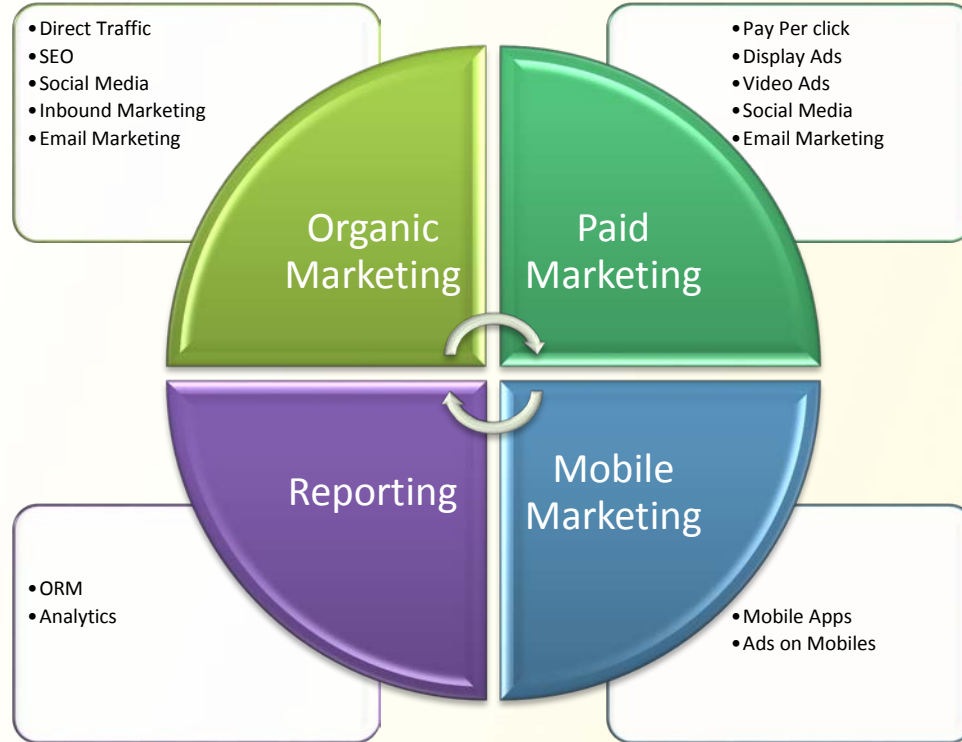 •Direct Traffic
•SEO
•Social Media
•Inbound Marketing
•Email Marketing
•Pay Per click
•Display Ads
•Video Ads
•Social Media
•Email Marketing
Organic
Marketing
Paid
Marketing
Reporting
Mobile
Marketing
•ORM
•Analytics
•Mobile Apps
•Ads on Mobiles